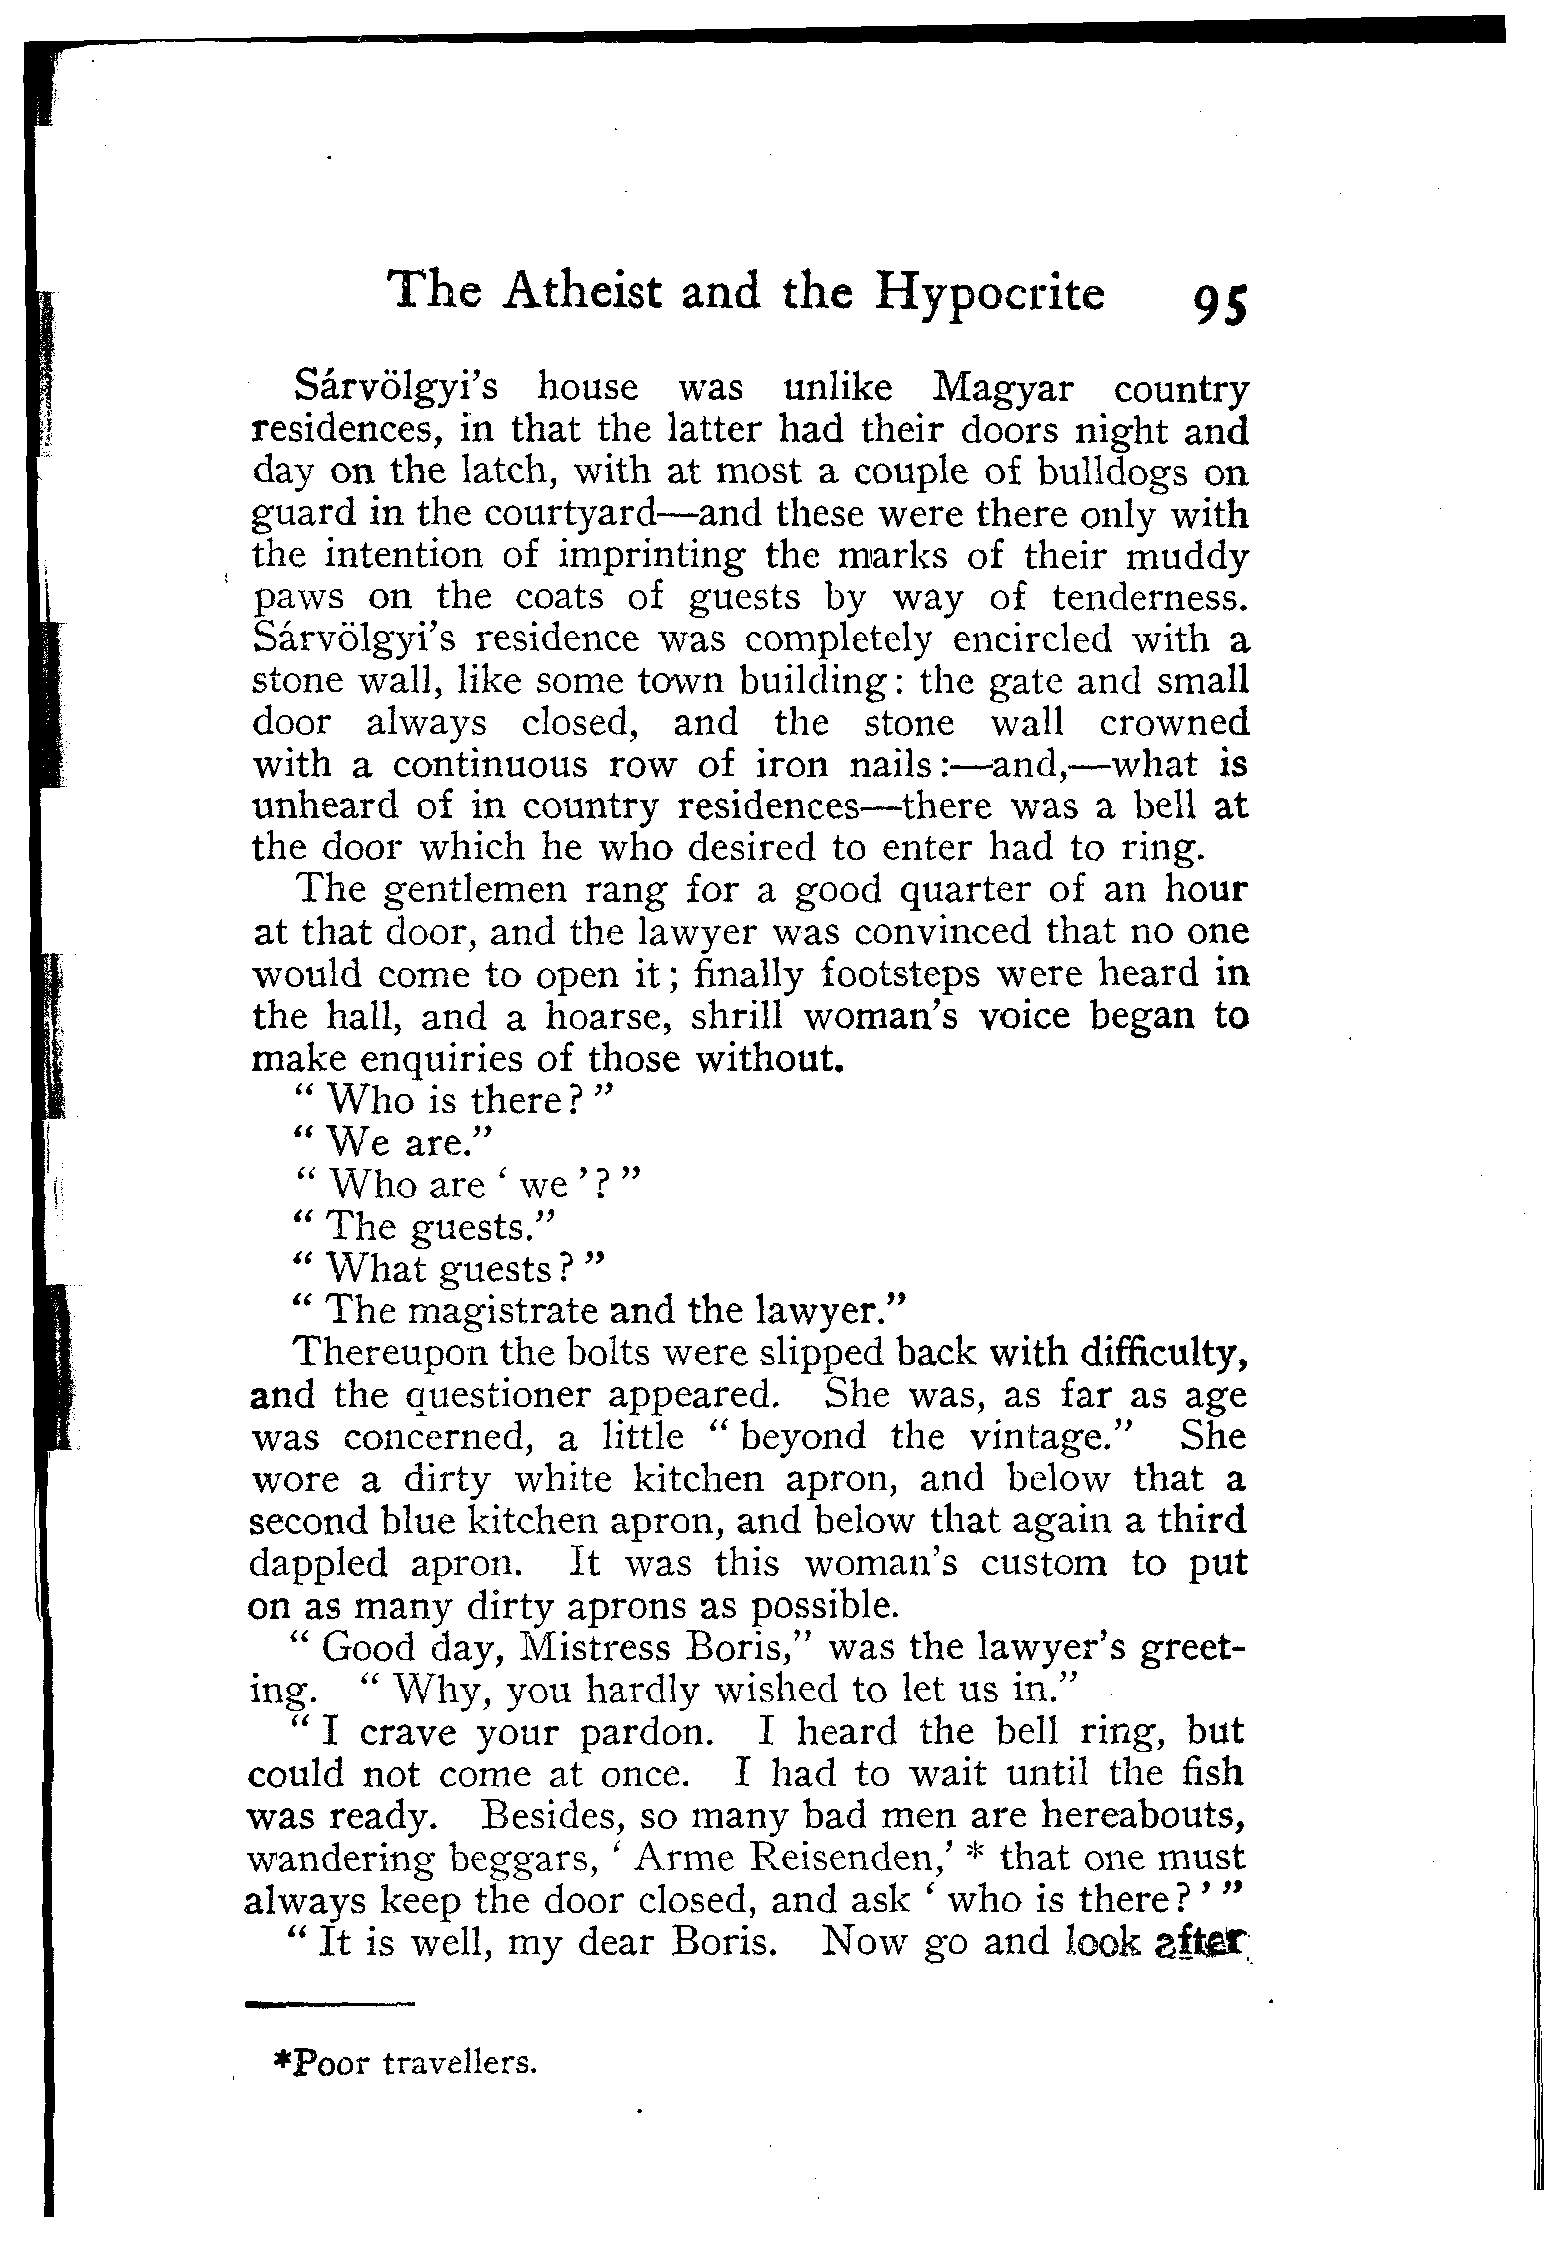 The Atheist and the Hypocrite 95
Sárvölgyi's house was unlike Magyar country
residences, in that the latter had their doors night and
day on the latch, with at most a couple of bulldogs on
guard in the courtyard—and these were there only with
the intention of imprinting the marks of their muddy
paws on the coats of guests by way of tenderness.
Sárvölgyi's residence was completely encircled with a
stone wall, like some town building: the gate and small
door always closed, and the stone wall crowned
with a continuous row of iron nails:—and,—what is
unheard of in country residences—there was a bell at
the door which he who desired to enter had to ring.
The gentlemen rang for a good quarter of an hour
at that door, and the lawyer was convinced that no one
would come to open it; finally footsteps were heard in
the hall, and a hoarse, shrill woman's voice began to
make enquiries of those without.
"Who is there?"
"We are."
"Who are 'we'?"
"The guests."
"What guests?"
"The magistrate and the lawyer."
Thereupon the bolts were slipped back with difficulty,
and the questioner appeared. She was, as far as age
was concerned, a little "beyond the vintage." She
wore a dirty white kitchen apron, and below that a
second blue kitchen apron, and below that again a third
dappled apron. It was this woman's custom to put
on as many dirty aprons as possible.
"Good day, Mistress Boris," was the lawyer's greet-
ing. "Why, you hardly wished to let us in."
"I crave your pardon. I heard the bell ring, but
could not come at once. I had to wait until the fish
was ready. Besides, so many bad men are hereabouts,
wandering beggars, 'Arme Reisenden,'* that one must
always keep the door closed, and ask 'who is there?'"
"It is well, my dear Boris. Now go and look after
*Poor travellers.